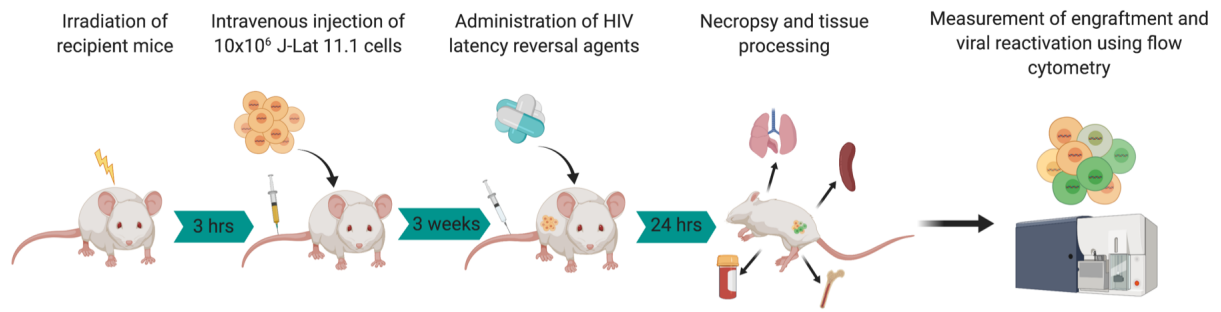 Irradiation of
recipient mice
Intravenous injection of
10x10⁶ J-Lat 11.1 cells
Administration of HIV
latency reversal agents
Necropsy and tissue
processing
Measurement of engraftment and
viral reactivation using flow
cytometry
3 hrs
3 weeks
24 hrs